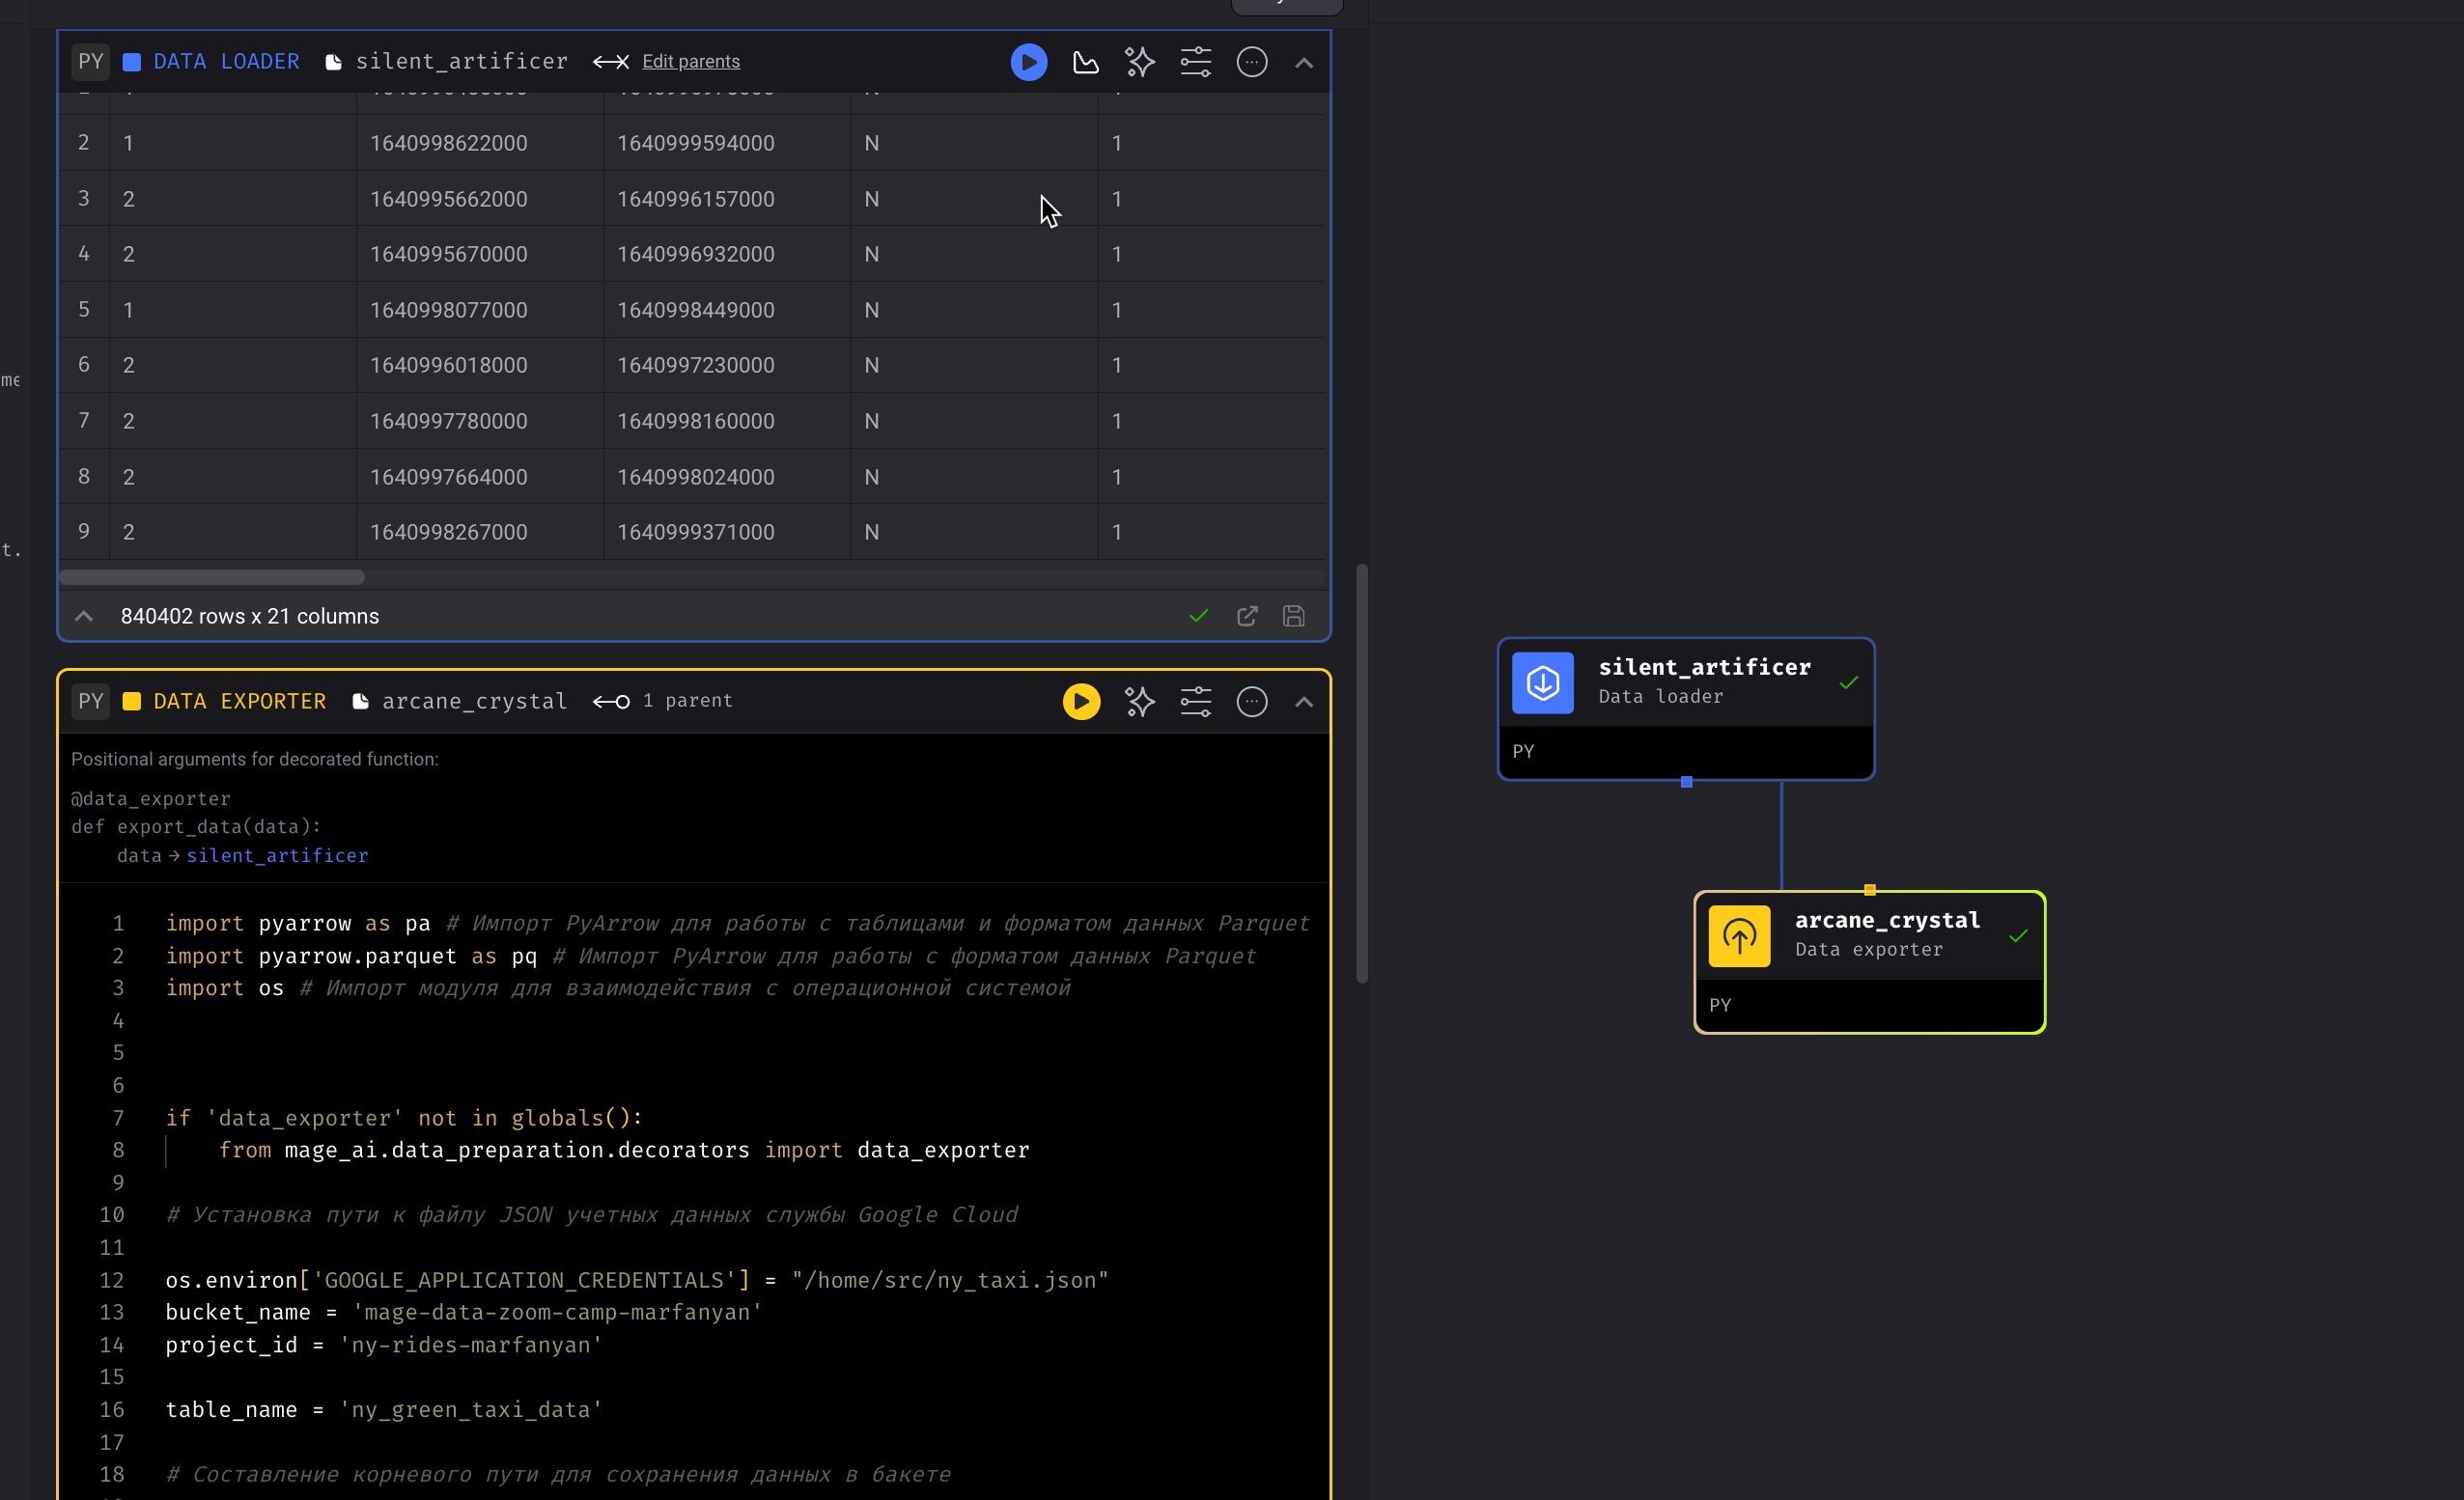 me
t.
PY DATA LOADER silent_artificer Edit parents
2 1 1640998622000 1640999594000 N 1
3 2 1640995662000 1640996157000 N 1
4 2 1640995670000 1640996932000 N 1
5 1 1640998077000 1640998449000 N 1
6 2 1640996018000 1640997230000 N 1
7 2 1640997780000 1640998160000 N 1
8 2 1640997664000 1640998024000 N 1
9 2 1640998267000 1640999371000 N 1
840402 rows x 21 columns
PY DATA EXPORTER arcane_crystal 1 parent
Positional arguments for decorated function:
@data_exporter
def export_data(data):
data → silent_artificer
1 import pyarrow as pa # Импорт PyArrow для работы с таблицами и форматом данных Parquet
2 import pyarrow.parquet as pq # Импорт PyArrow для работы с форматом данных Parquet
3 import os # Импорт модуля для взаимодействия с операционной системой
4
5
6
7 if 'data_exporter' not in globals():
8 from mage_ai.data_preparation.decorators import data_exporter
9
10 # Установка пути к файлу JSON учетных данных службы Google Cloud
11
12 os.environ['GOOGLE_APPLICATION_CREDENTIALS'] = "/home/src/ny_taxi.json"
13 bucket_name = 'mage-data-zoom-camp-marfanyan'
14 project_id = 'ny-rides-marfanyan'
15
16 table_name = 'ny_green_taxi_data'
17
18 # Составление корневого пути для сохранения данных в бакете
silent_artificer
Data loader
PY
arcane_crystal
Data exporter
PY